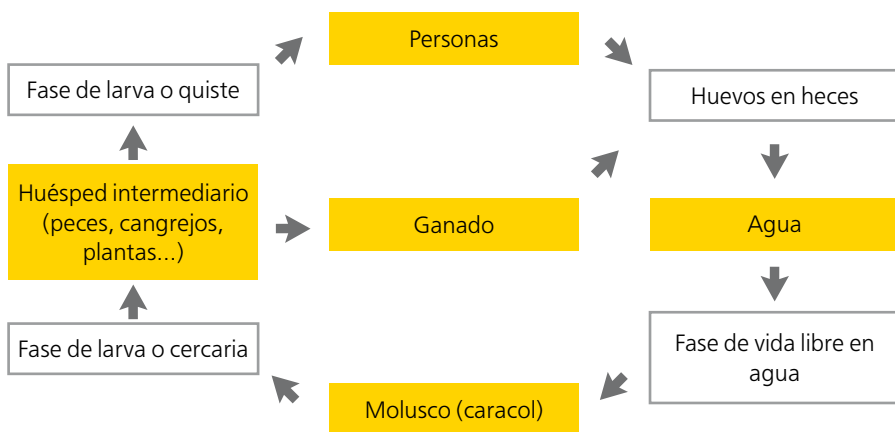 Personas
Fase de larva o quiste
Huevos en heces
Huésped intermediario
(peces, cangrejos,
plantas...)
Ganado
Agua
Fase de larva o cercaria
Fase de vida libre en
agua
Molusco (caracol)